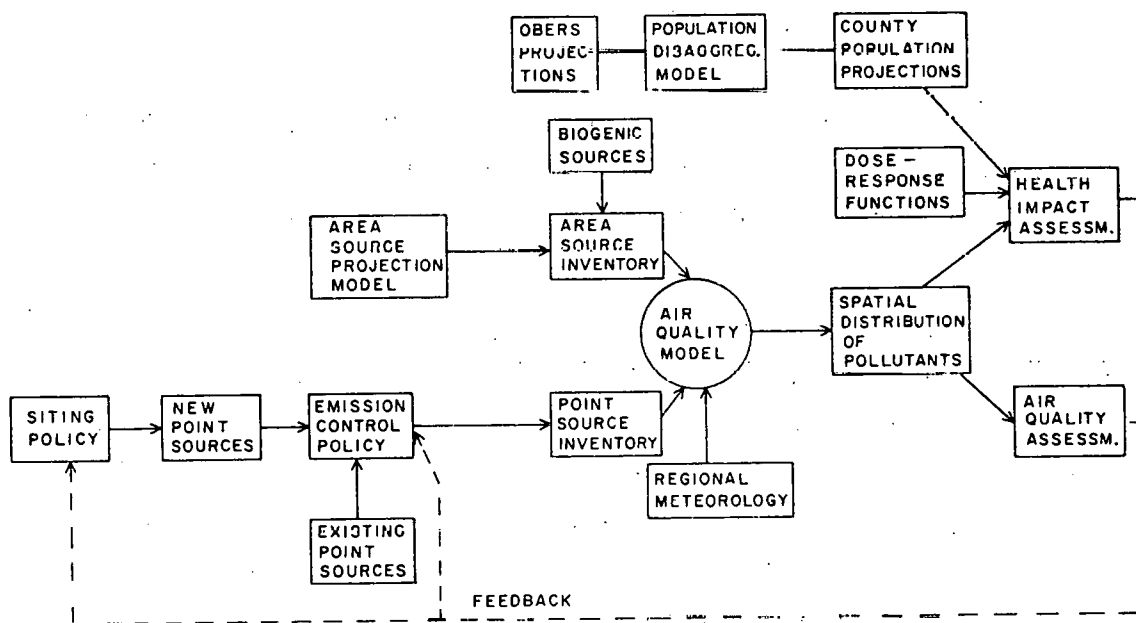 OBERS
PROJEC-
TIONS
POPULATION
DISAGGREG.
MODEL
COUNTY
POPULATION
PROJECTIONS
BIOGENIC
SOURCES
DOSE –
RESPONSE
FUNCTIONS
HEALTH
IMPACT
ASSESSM.
AREA
SOURCE
PROJECTION
MODEL
AREA
SOURCE
INVENTORY
AIR
QUALITY
MODEL
SPATIAL
DISTRIBUTION
OF
POLLUTANTS
SITING
POLICY
NEW
POINT
SOURCES
EMISSION
CONTROL
POLICY
POINT
SOURCE
INVENTORY
AIR
QUALITY
ASSESSM.
REGIONAL
METEOROLOGY
EXISTING
POINT
SOURCES
FEEDBACK